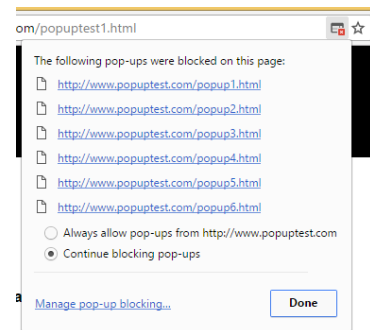 om/popuptest1.html
The following pop-ups were blocked on this page:
http://www.popuptest.com/popup1.html
http://www.popuptest.com/popup2.html
http://www.popuptest.com/popup3.html
http://www.popuptest.com/popup4.html
http://www.popuptest.com/popup5.html
http://www.popuptest.com/popup6.html
Always allow pop-ups from http://www.popuptest.com
Continue blocking pop-ups
a
Manage pop-up blocking...
Done